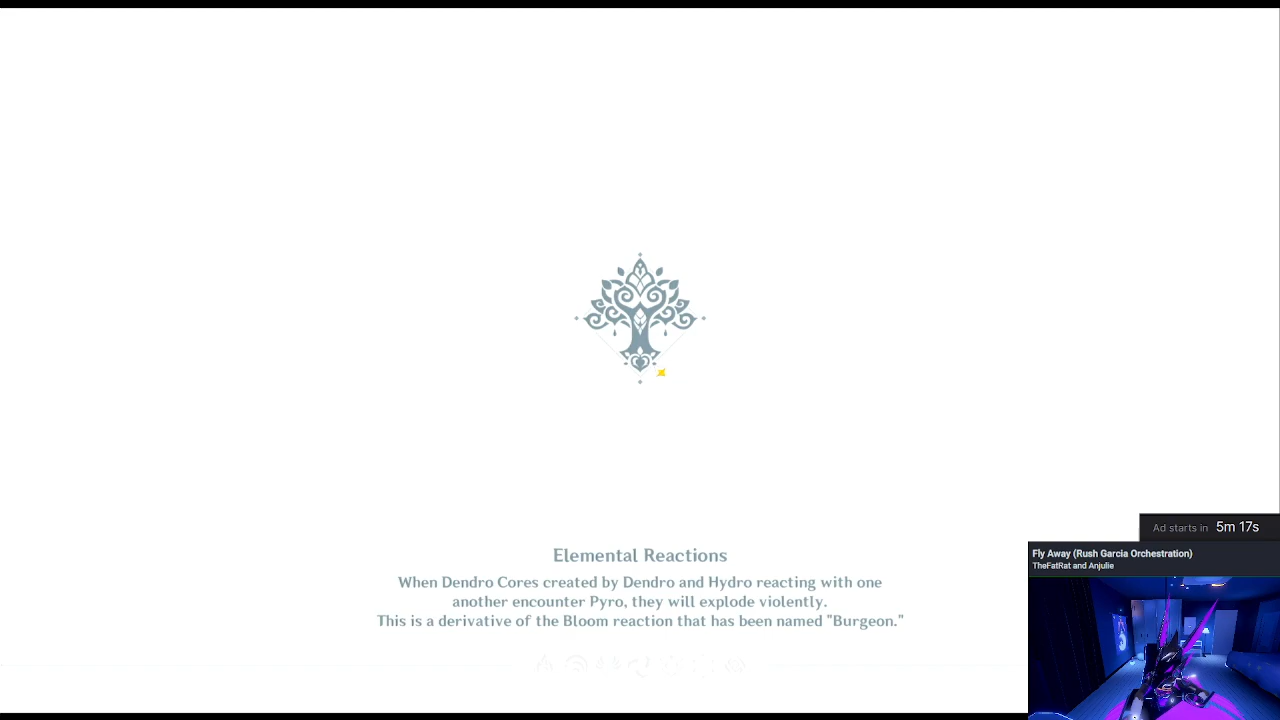 Elemental Reactions
When Dendro Cores created by Dendro and Hydro reacting with one
another encounter Pyro, they will explode violently.
This is a derivative of the Bloom reaction that has been named "Burgeon."
Ad starts in 5m 17s
Fly Away (Rush Garcia Orchestration)
TheFatRat and Anjulie